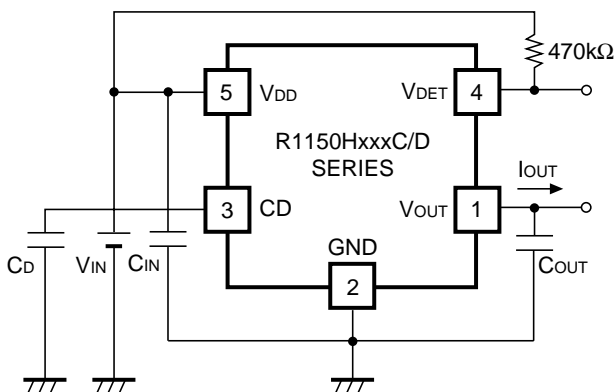 470kΩ
5 VDD VDET 4
R1150HxxxC/D
SERIES
IOUT
3 CD VOUT 1
GND
CD VIN CIN 2 COUT